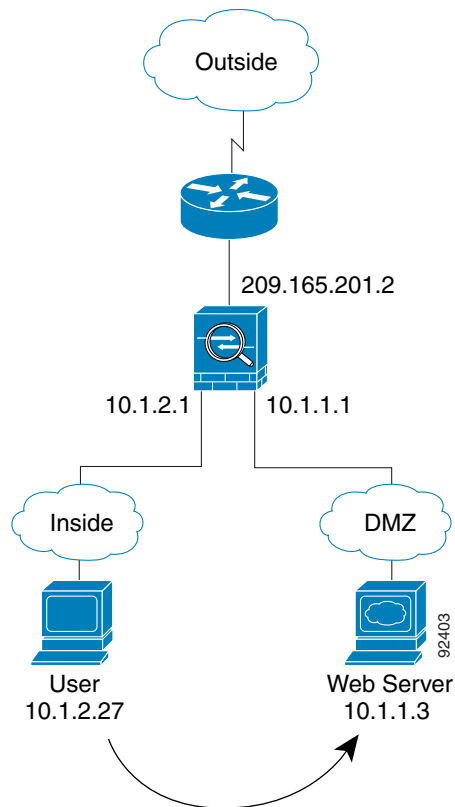 Outside
209.165.201.2
10.1.2.1
10.1.1.1
Inside
DMZ
User
10.1.2.27
Web Server
10.1.1.3
92403